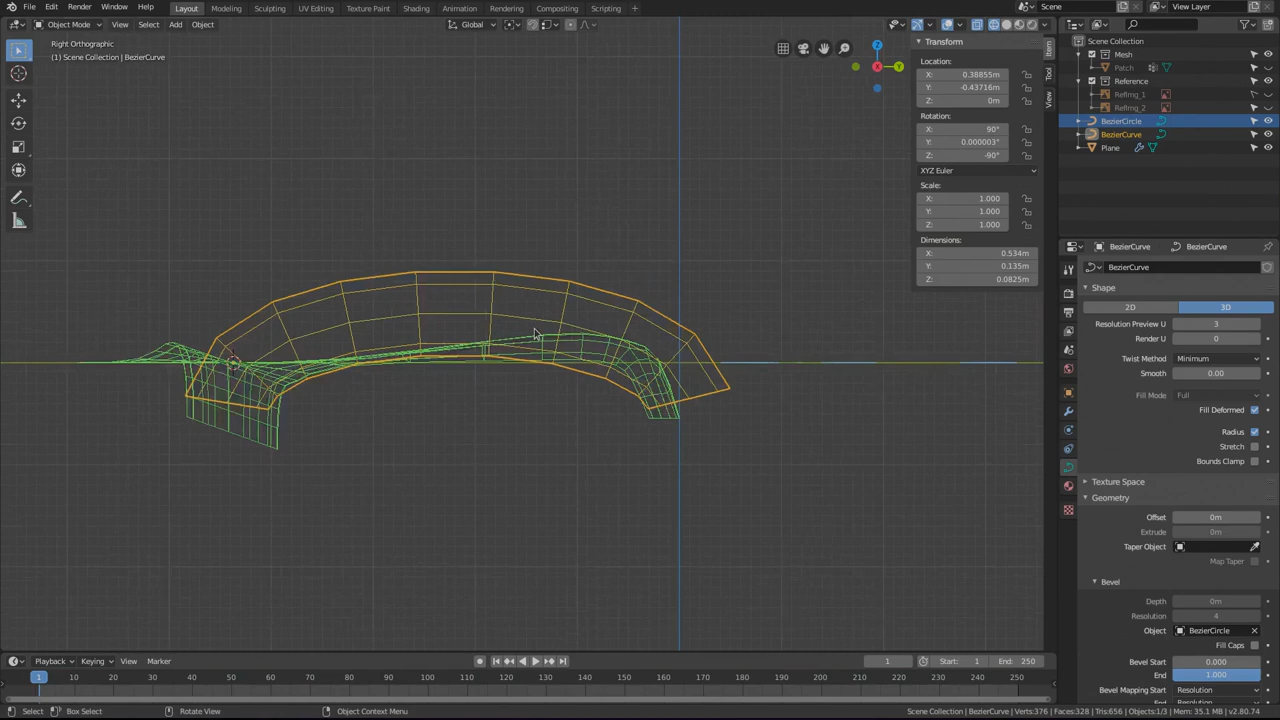 File Edit Render Window Help
Layout Modeling Sculpting UV Editing Texture Paint Shading Animation Rendering Compositing Scripting +
Scene
View Layer
Object Mode View Select Add Object
Global
Right Orthographic
(1) Scene Collection | BezierCurve
Z
X
Y
Transform
Location:
X: 0.38855m
Y: -0.43716m
Z: 0m
Rotation:
X: 90°
Y: 0.000003°
Z: -90°
XYZ Euler
Scale:
X: 1.000
Y: 1.000
Z: 1.000
Dimensions:
X: 0.534m
Y: 0.135m
Z: 0.0825m
Item
Tool
View
Scene Collection
Mesh
Patch
Reference
RefImg_1
RefImg_2
BezierCircle
BezierCurve
Plane
BezierCurve BezierCurve
BezierCurve
Shape
2D 3D
Resolution Preview U 3
Render U 0
Twist Method Minimum
Smooth 0.00
Fill Mode Full
Fill Deformed
Radius
Stretch
Bounds Clamp
Texture Space
Geometry
Offset 0m
Extrude 0m
Taper Object
Map Taper
Bevel
Depth 0m
Resolution 4
Object BezierCircle
Fill Caps
Bevel Start 0.000
End 1.000
Bevel Mapping Start Resolution
Playback Keying View Marker
1 Start: 1 End: 250
1 10 20 30 40 50 60 70 80 90 100 110 120 130 140 150 160 170 180 190 200 210 220 230 240 250
Select Box Select Rotate View Object Context Menu
Scene Collection | BezierCurve | Verts:376 | Faces:328 | Tris:656 | Objects:1/3 | Mem: 35.1 MB | v2.80.74